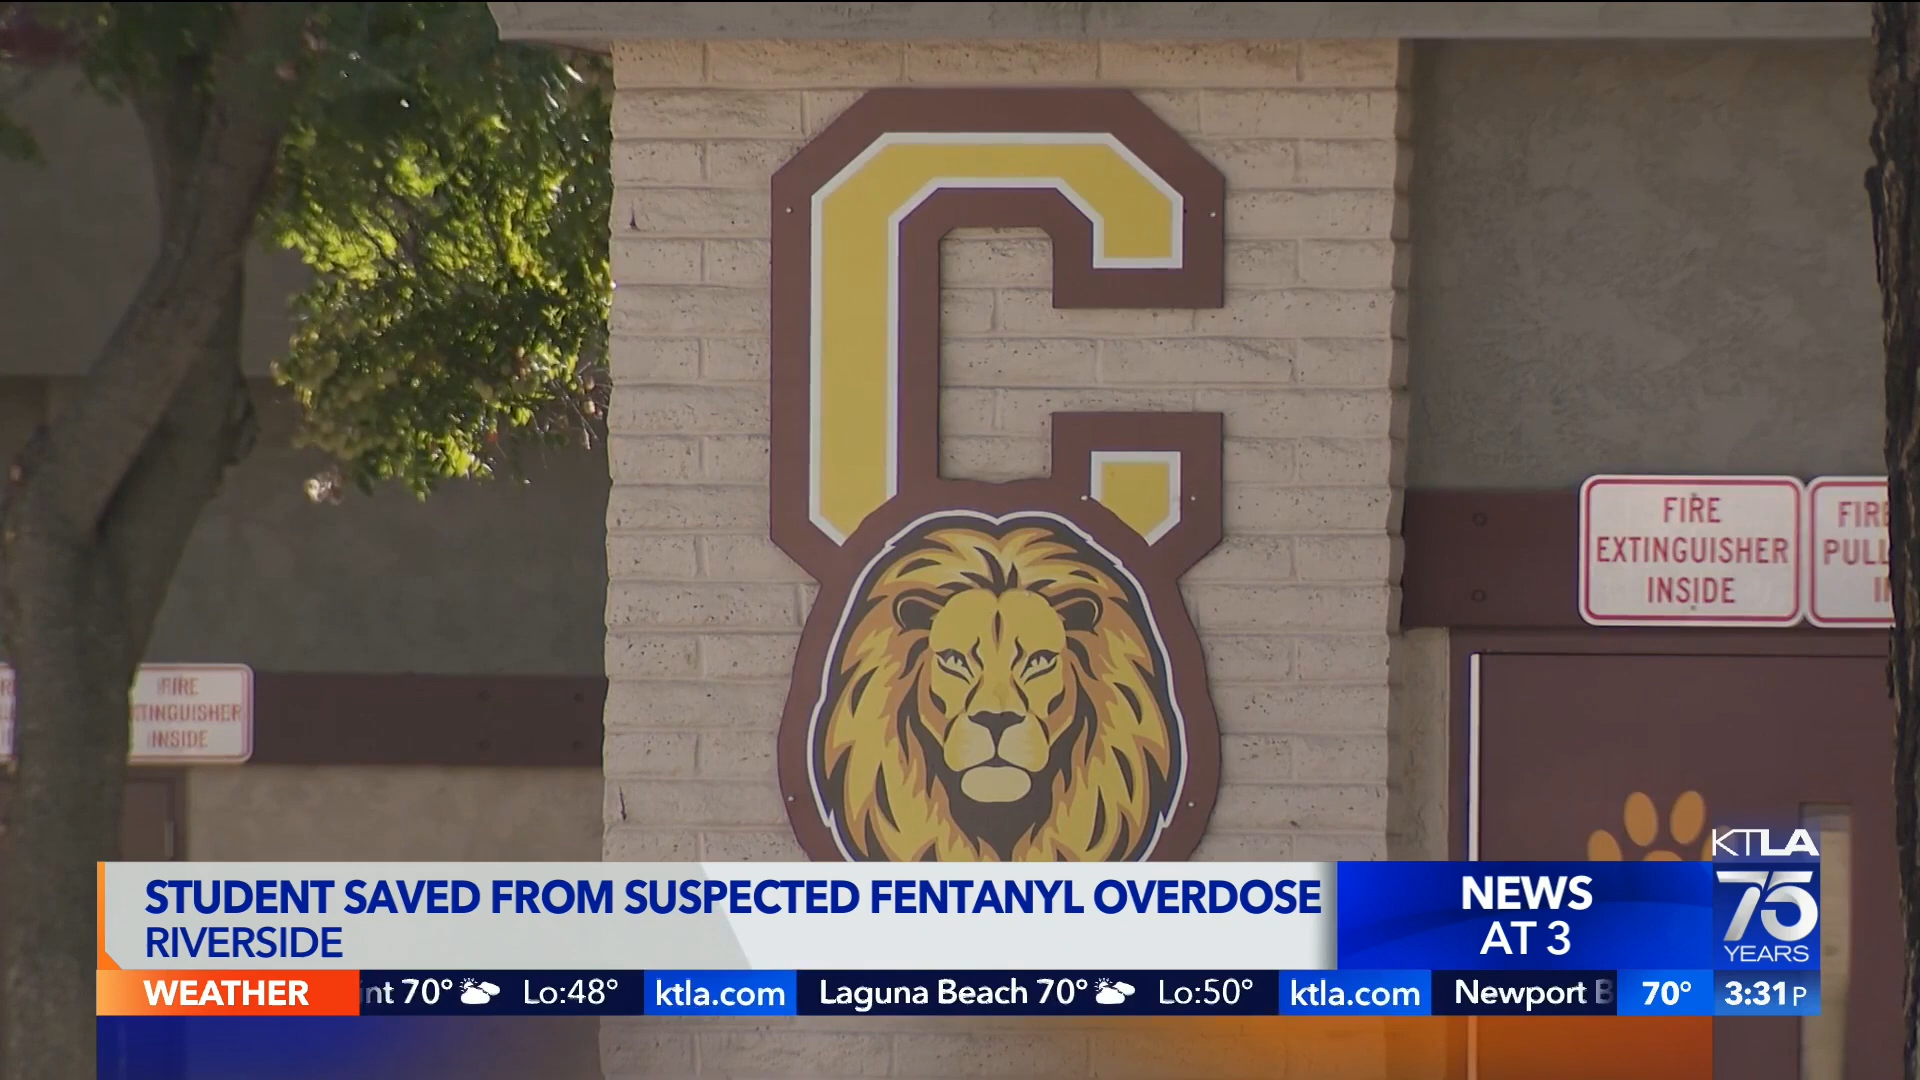 C
FIRE
EXTINGUISHER
INSIDE
PULL
FIRE
INSIDE
KTLA
75
YEARS
STUDENT SAVED FROM SUSPECTED FENTANYL OVERDOSE
RIVERSIDE
NEWS
AT 3
WEATHER
70° Lo:48° ktla.com Laguna Beach 70° Lo:50° ktla.com Newport 70° 3:31P